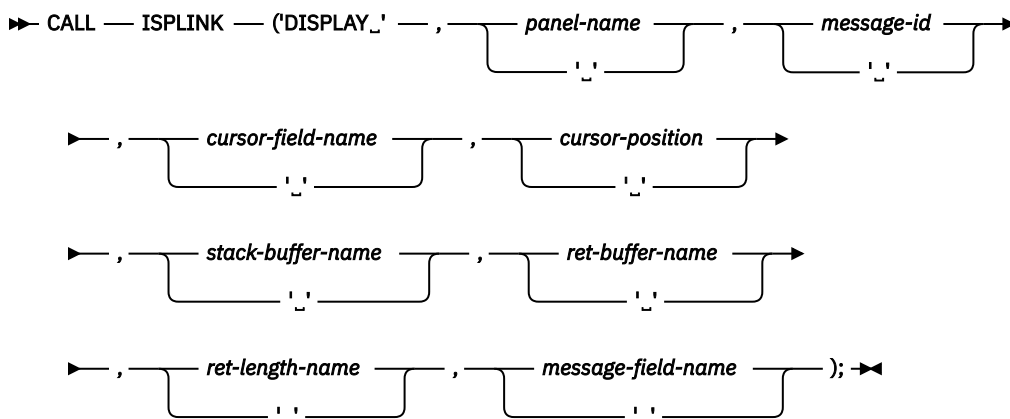 CALL ISPLINK ('DISPLAY␣' , panel-name , message-id
'␣' '␣'
, cursor-field-name , cursor-position
'␣' '␣'
, stack-buffer-name , ret-buffer-name
'␣' '␣'
, ret-length-name , message-field-name );
'␣' '␣'